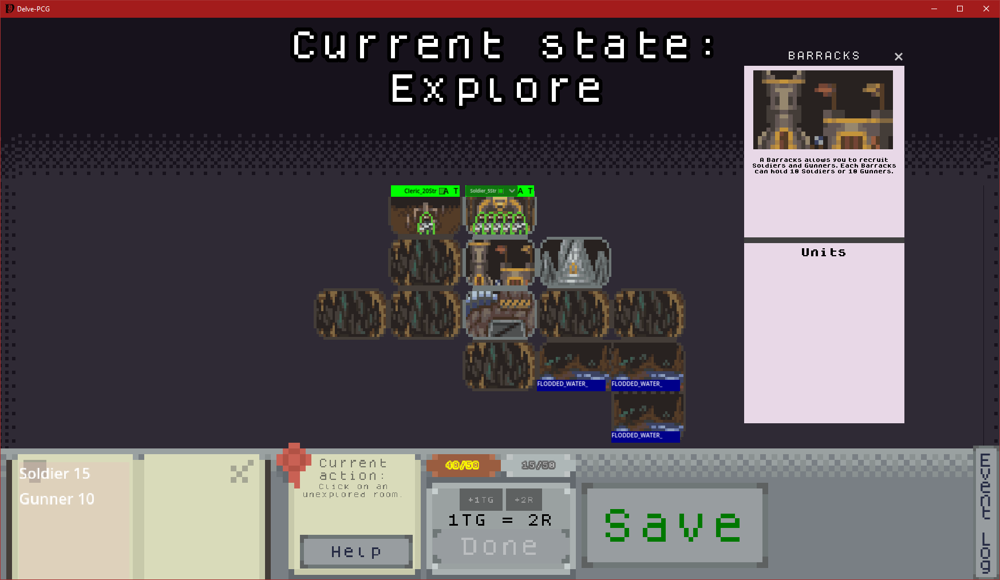 Delve-PCG
Current state:
Explore
BARRACKS
A Barracks allows you to recruit
Soldiers and Gunners. Each Barracks
can hold 10 Soldiers or 10 Gunners.
Units
Cleric_20Str A T
Soldier_5Str A T
FLODDED_WATER_
FLODDED_WATER_
FLODDED_WATER_
Soldier 15
Gunner 10
Current
action:
Click on an
unexplored room.
Help
40/50
15/50
+1TG
+2R
1TG = 2R
Done
Save
Event Log